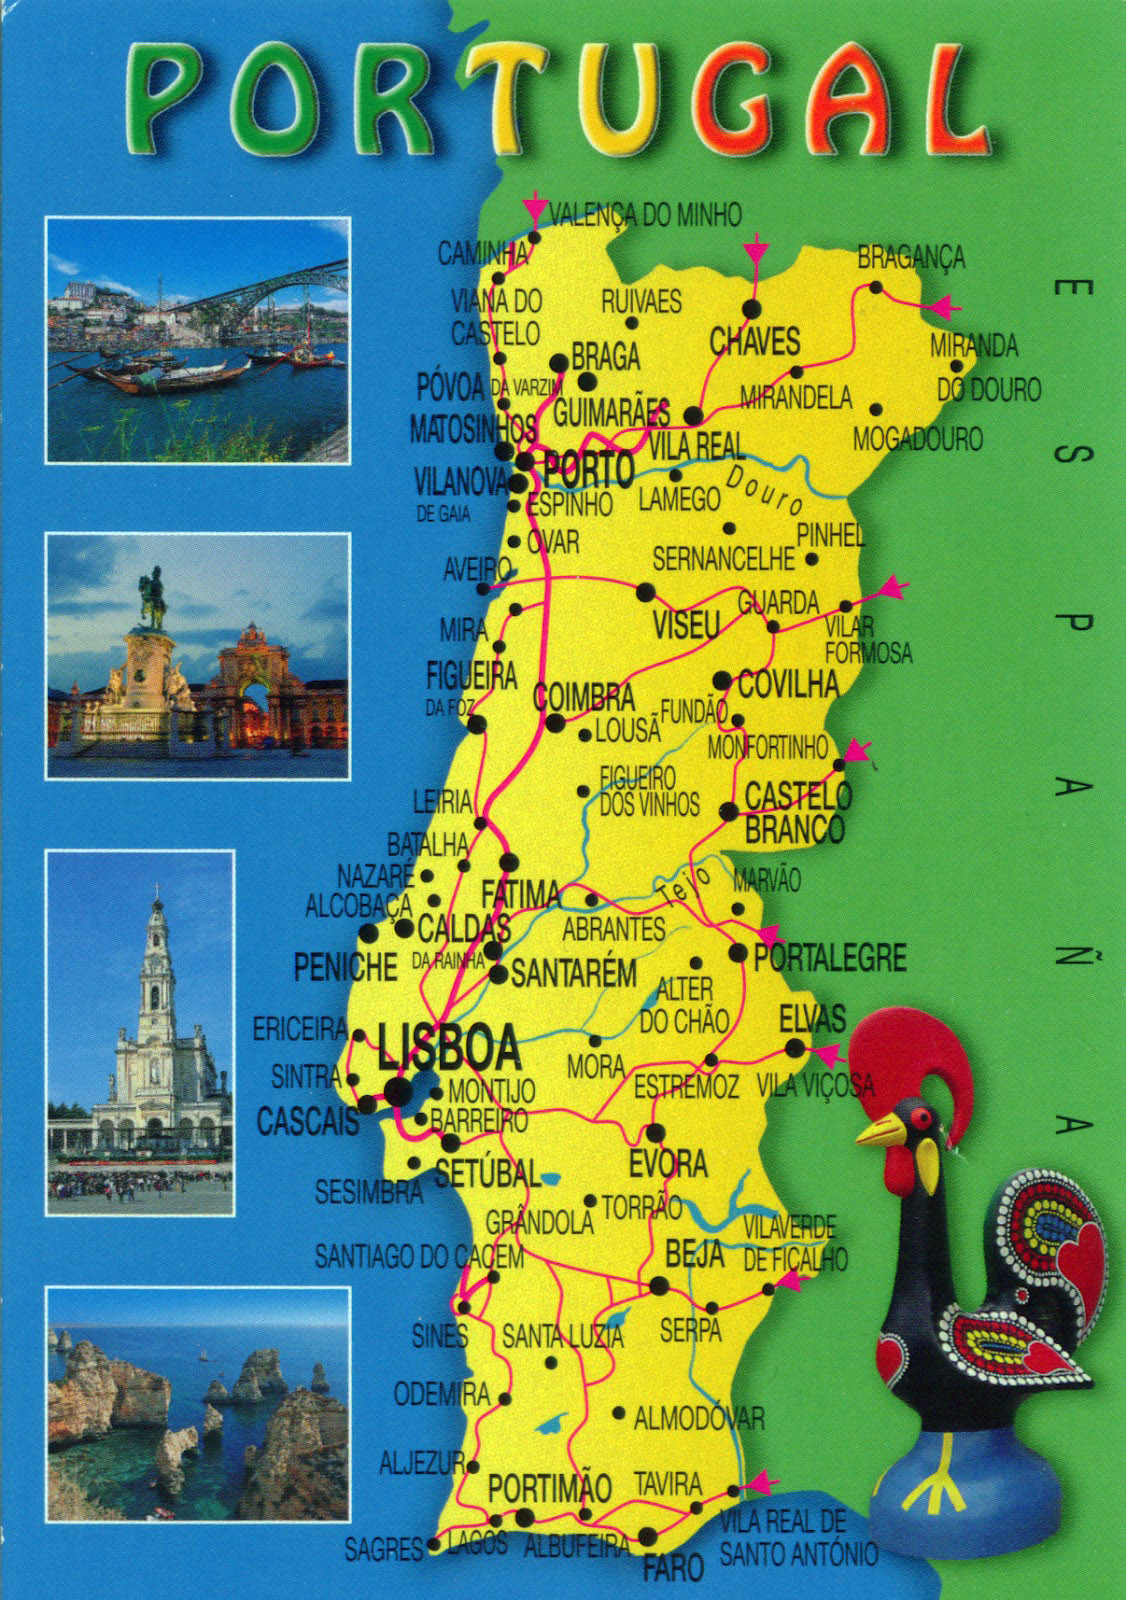 PORTUGAL
VALENÇA DO MINHO
CAMINHA
BRAGANÇA
VIANA DO
CASTELO
RUIVAES
CHAVES
MIRANDA
DO DOURO
BRAGA
PÓVOA DA VARZIM
GUIMARÃES
MIRANDELA
MATOSINHOS
VILA REAL
MOGADOURO
PORTO
VILANOVA
DE GAIA
ESPINHO
LAMEGO
Douro
OVAR
SERNANCELHE
PINHEL
AVEIRO
VISEU
GUARDA
VILAR
FORMOSA
MIRA
FIGUEIRA
DA FOZ
COIMBRA
COVILHA
LOUSÃ
FUNDÃO
MONFORTINHO
FIGUEIRO
DOS VINHOS
CASTELO
BRANCO
LEIRIA
BATALHA
NAZARÉ
ALCOBAÇA
FATIMA
Tejo
MARVÃO
CALDAS
DA RAINHA
ABRANTES
PENICHE
SANTARÉM
PORTALEGRE
ALTER
DO CHÃO
ERICEIRA
LISBOA
ELVAS
SINTRA
MONTIJO
MORA
ESTREMOZ
VILA VIÇOSA
CASCAIS
BARREIRO
SETÚBAL
EVORA
SESIMBRA
GRÂNDOLA
TORRÃO
VILAVERDE
DE FICALHO
SANTIAGO DO CACEM
BEJA
SINES
SANTA LUZIA
SERPA
ODEMIRA
ALMODÓVAR
ALJEZUR
PORTIMÃO
TAVIRA
SAGRES
LAGOS
ALBUFEIRA
FARO
VILA REAL DE
SANTO ANTÓNIO
ESPAÑA